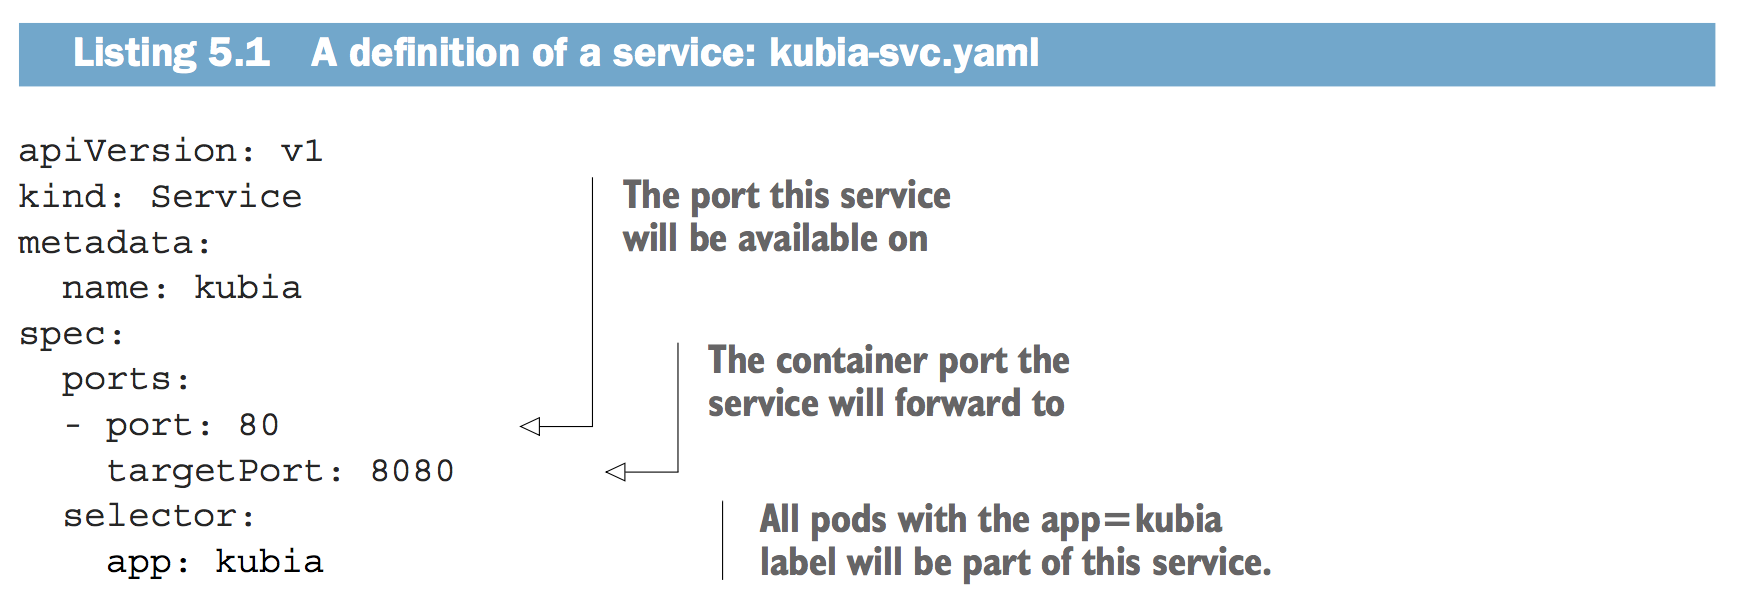 Listing 5.1 A definition of a service: kubia-svc.yaml
apiVersion: v1
kind: Service
metadata:
  name: kubia
spec:
  ports:
  - port: 80
    targetPort: 8080
  selector:
    app: kubia
The port this service
will be available on
The container port the
service will forward to
All pods with the app=kubia
label will be part of this service.